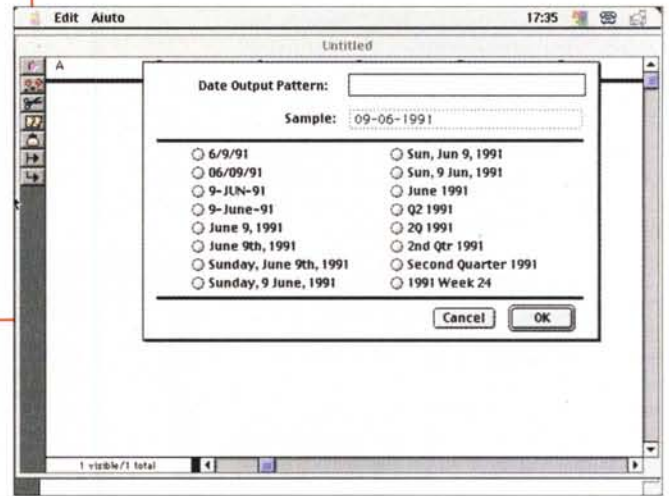 Edit Aiuto 17:35
Untitled
A
Date Output Pattern:
Sample: 09-06-1991
6/9/91
06/09/91
9-JUN-91
9-June-91
June 9, 1991
June 9th, 1991
Sunday, June 9th, 1991
Sunday, 9 June, 1991
Sun, Jun 9, 1991
Sun, 9 Jun, 1991
June 1991
Q2 1991
2Q 1991
2nd Qtr 1991
Second Quarter 1991
1991 Week 24
Cancel OK
1 visible/1 total